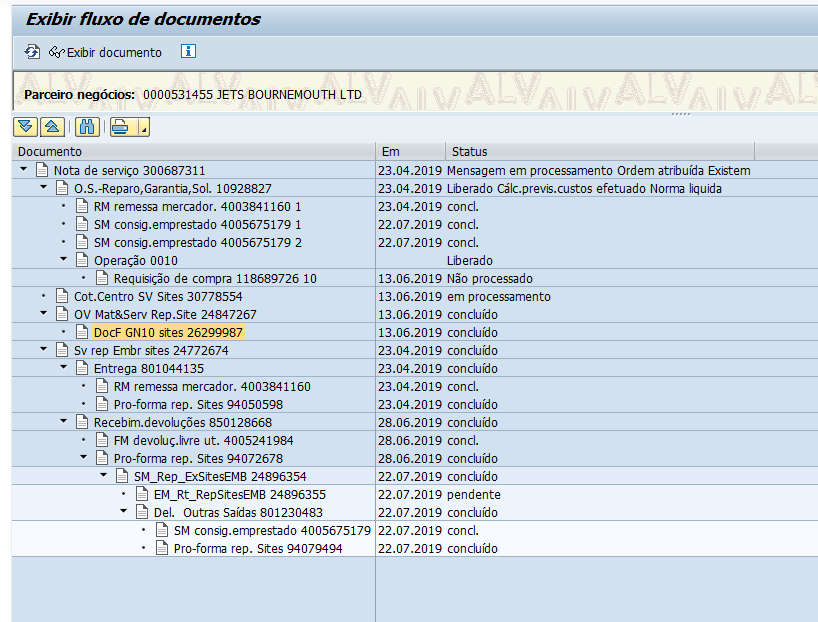 Exibir fluxo de documentos
Exibir documento
Parceiro negócios: 0000531455 JETS BOURNEMOUTH LTD
Documento Em Status
Nota de serviço 300687311 23.04.2019 Mensagem em processamento Ordem atribuída Existem
O.S.-Reparo,Garantia,Sol. 10928827 23.04.2019 Liberado Cálc.previs.custos efetuado Norma liquida
RM remessa mercador. 4003841160 1 23.04.2019 concl.
SM consig.emprestado 4005675179 1 22.07.2019 concl.
SM consig.emprestado 4005675179 2 22.07.2019 concl.
Operação 0010 Liberado
Requisição de compra 118689726 10 13.06.2019 Não processado
Cot.Centro SV Sites 30778554 13.06.2019 em processamento
OV Mat&Serv Rep.Site 24847267 13.06.2019 concluído
DocF GN10 sites 26299987 13.06.2019 concluído
Sv rep Embr sites 24772674 23.04.2019 concluído
Entrega 801044135 23.04.2019 concluído
RM remessa mercador. 4003841160 23.04.2019 concl.
Pro-forma rep. Sites 94050598 23.04.2019 concluído
Recebim.devoluções 850128668 28.06.2019 concluído
FM devoluç.livre ut. 4005241984 28.06.2019 concl.
Pro-forma rep. Sites 94072678 28.06.2019 concluído
SM_Rep_ExSitesEMB 24896354 22.07.2019 concluído
EM_Rt_RepSitesEMB 24896355 22.07.2019 pendente
Del. Outras Saídas 801230483 22.07.2019 concluído
SM consig.emprestado 4005675179 22.07.2019 concl.
Pro-forma rep. Sites 94079494 22.07.2019 concluído